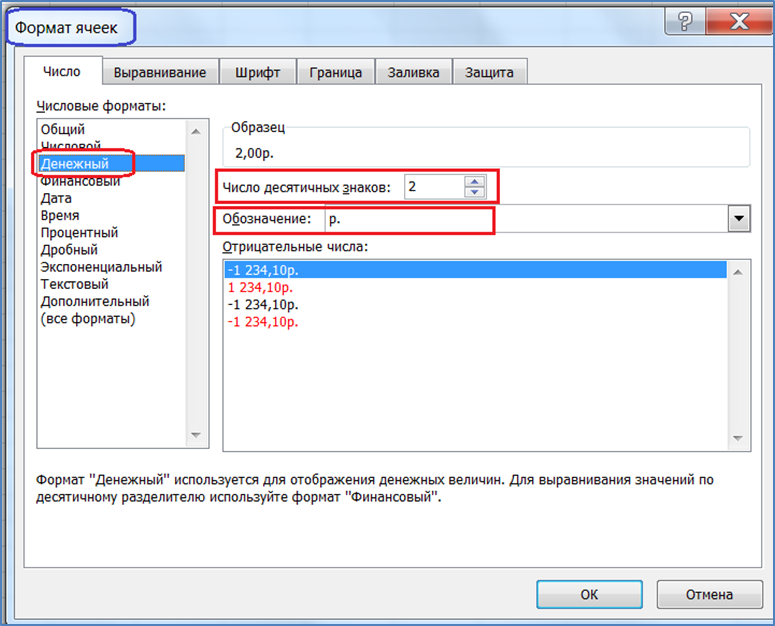 Формат ячеек
Число Выравнивание Шрифт Граница Заливка Защита
Числовые форматы:
Общий
Числовой
Денежный
Финансовый
Дата
Время
Процентный
Дробный
Экспоненциальный
Текстовый
Дополнительный
(все форматы)
Образец
2,00р.
Число десятичных знаков: 2
Обозначение: р.
Отрицательные числа:
-1 234,10р.
1 234,10р.
-1 234,10р.
-1 234,10р.
Формат "Денежный" используется для отображения денежных величин. Для выравнивания значений по
десятичному разделителю используйте формат "Финансовый".
ОК Отмена